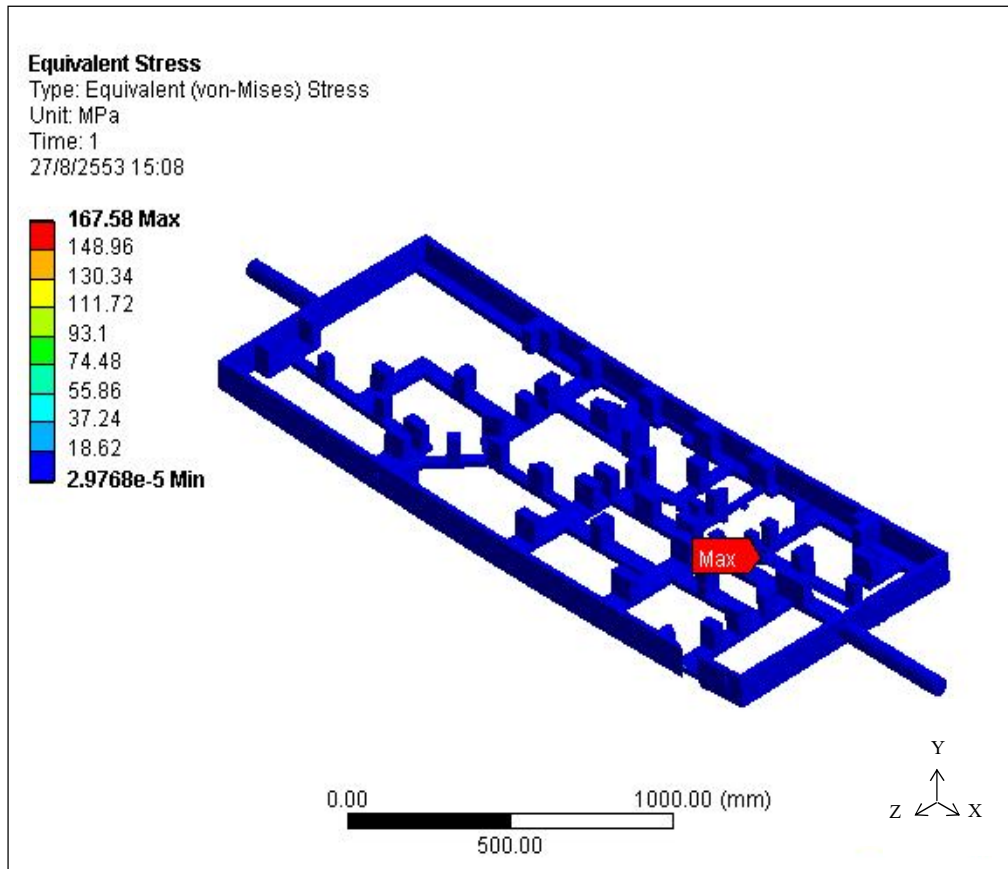 Equivalent Stress
Type: Equivalent (von-Mises) Stress
Unit: MPa
Time: 1
27/8/2553 15:08
167.58 Max
148.96
130.34
111.72
93.1
74.48
55.86
37.24
18.62
2.9768e-5 Min
Max
Y
Z X
0.00 1000.00 (mm)
500.00